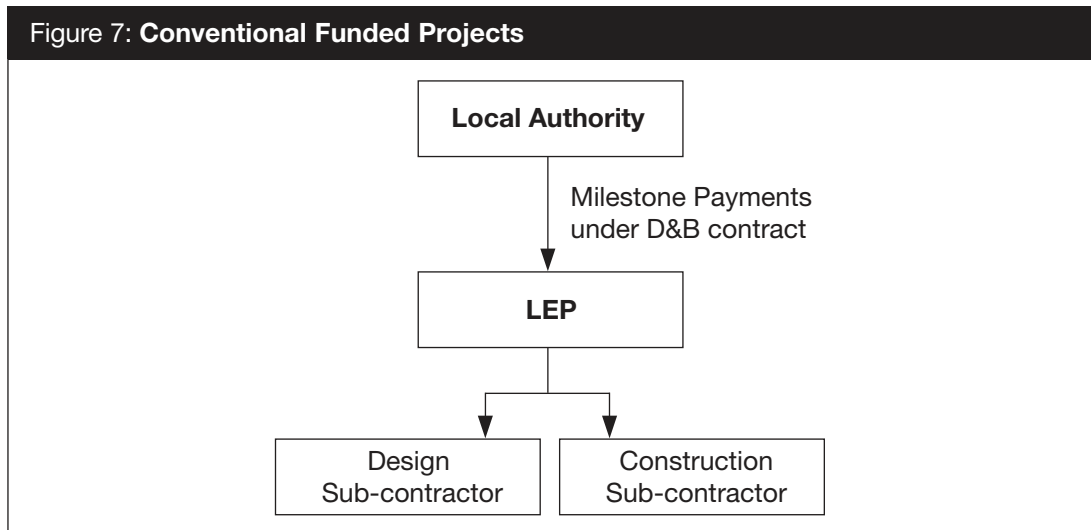 Figure 7: Conventional Funded Projects
Local Authority
Milestone Payments
under D&B contract
LEP
Design
Sub-contractor
Construction
Sub-contractor